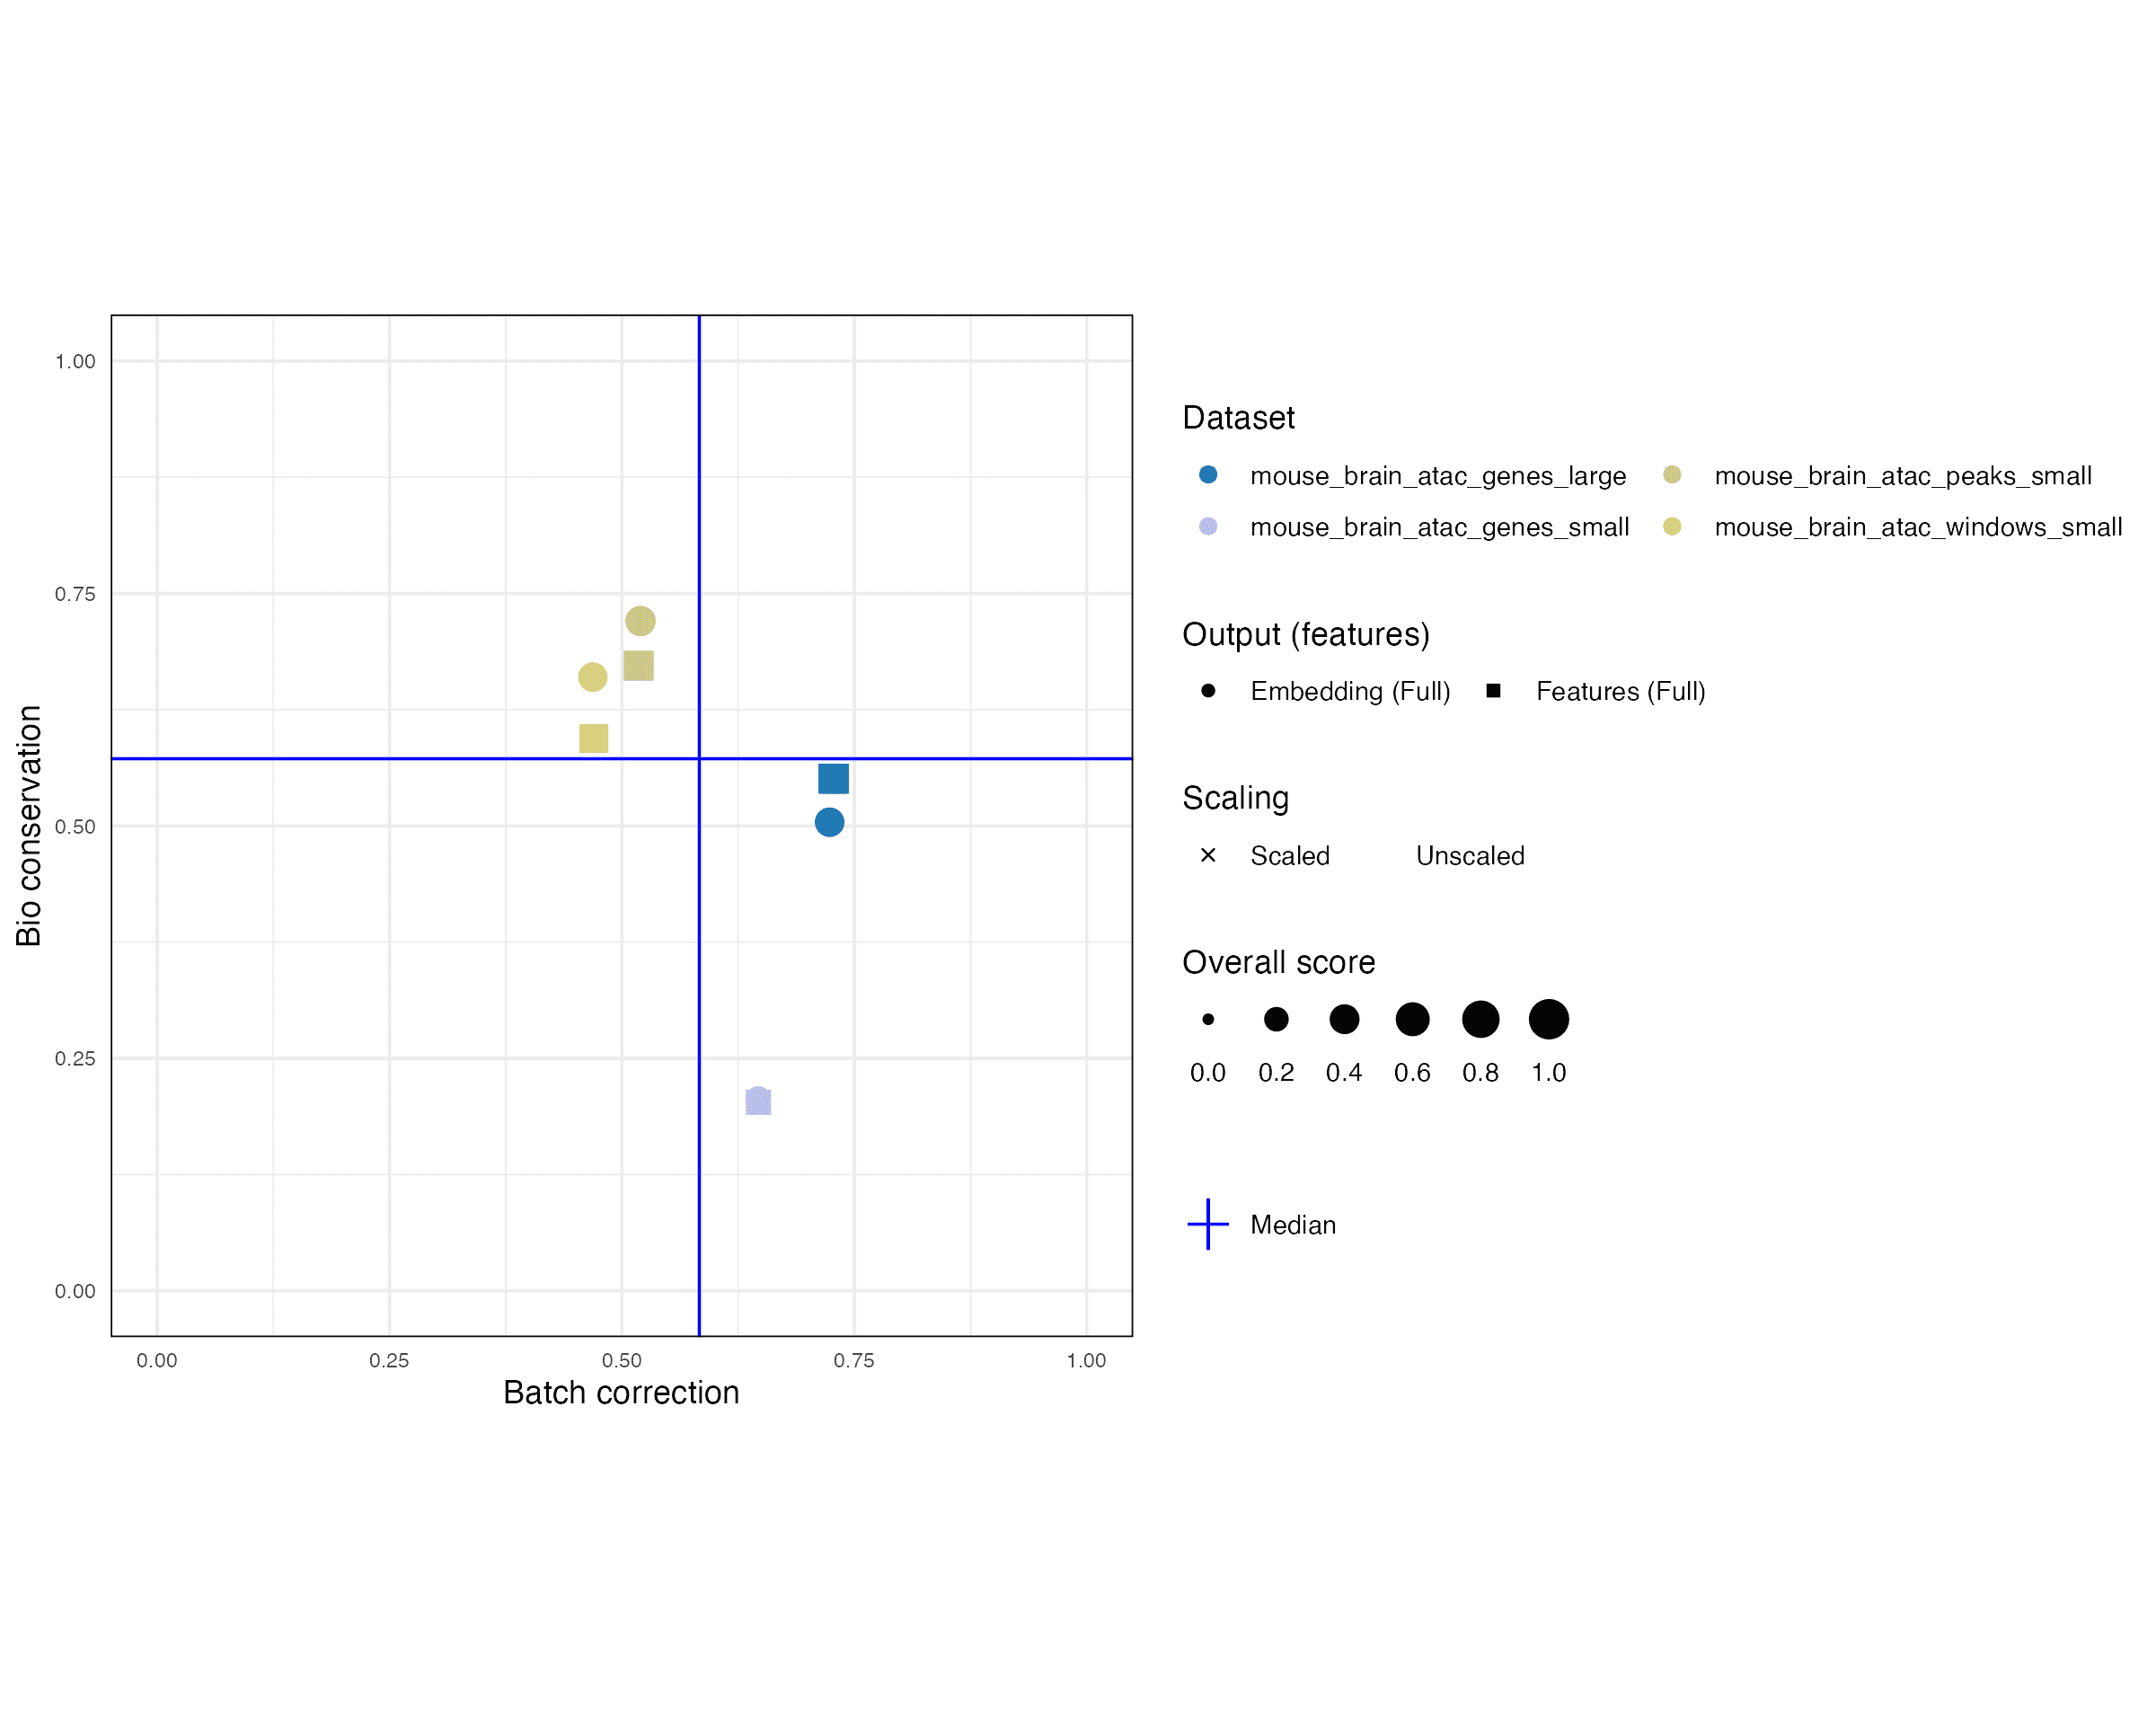 1.00
0.75
0.50
0.25
0.00
Bio conservation
0.00 0.25 0.50 0.75 1.00
Batch correction
Dataset
mouse_brain_atac_genes_large mouse_brain_atac_peaks_small
mouse_brain_atac_genes_small mouse_brain_atac_windows_small
Output (features)
Embedding (Full) Features (Full)
Scaling
Scaled Unscaled
Overall score
0.0 0.2 0.4 0.6 0.8 1.0
Median